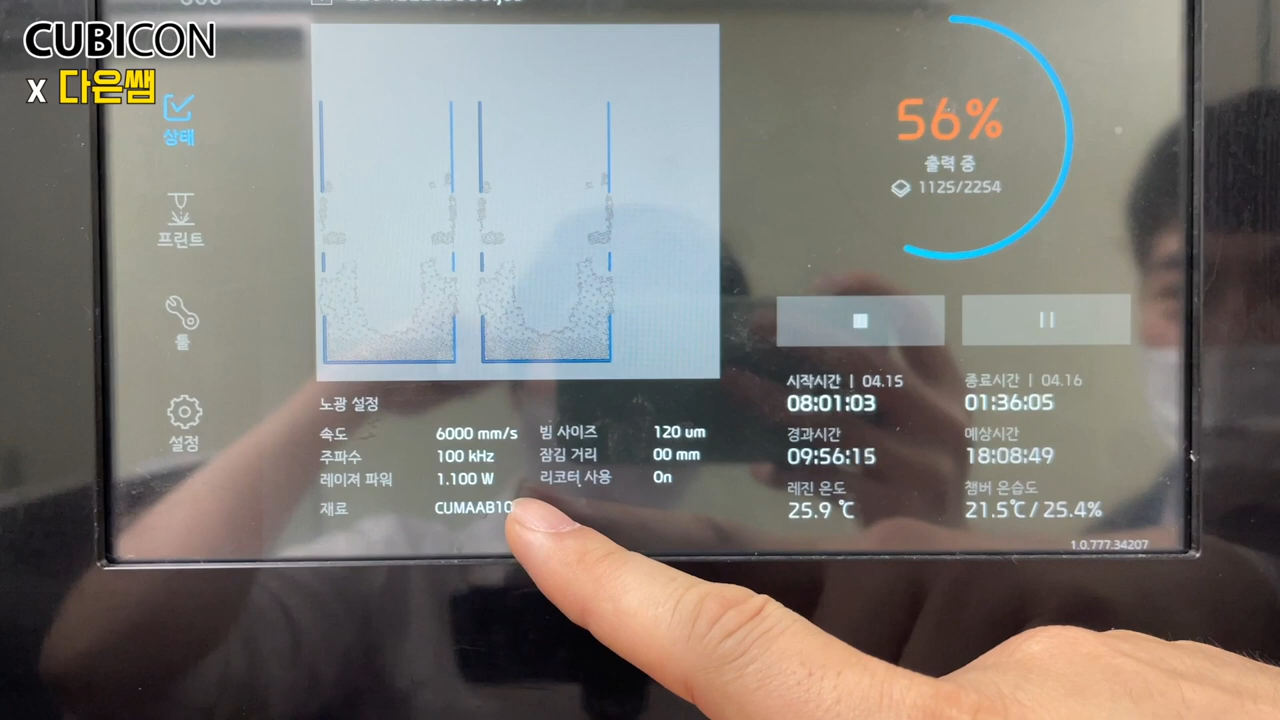 CUBICON
x 다은쌤
상태
프린트
툴
설정
56%
출력 중
1125/2254
노광 설정
속도 6000 mm/s 빔 사이즈 120 um
주파수 100 kHz 잠김 거리 00 mm
레이져 파워 1.100 W 리코터 사용 On
재료 CUMAAB10
시작시간 | 04.15 종료시간 | 04.16
08:01:03 01:36:05
경과시간 예상시간
09:56:15 18:08:49
레진 온도 챔버 온습도
25.9 ℃ 21.5℃ / 25.4%
1.0.777.34207